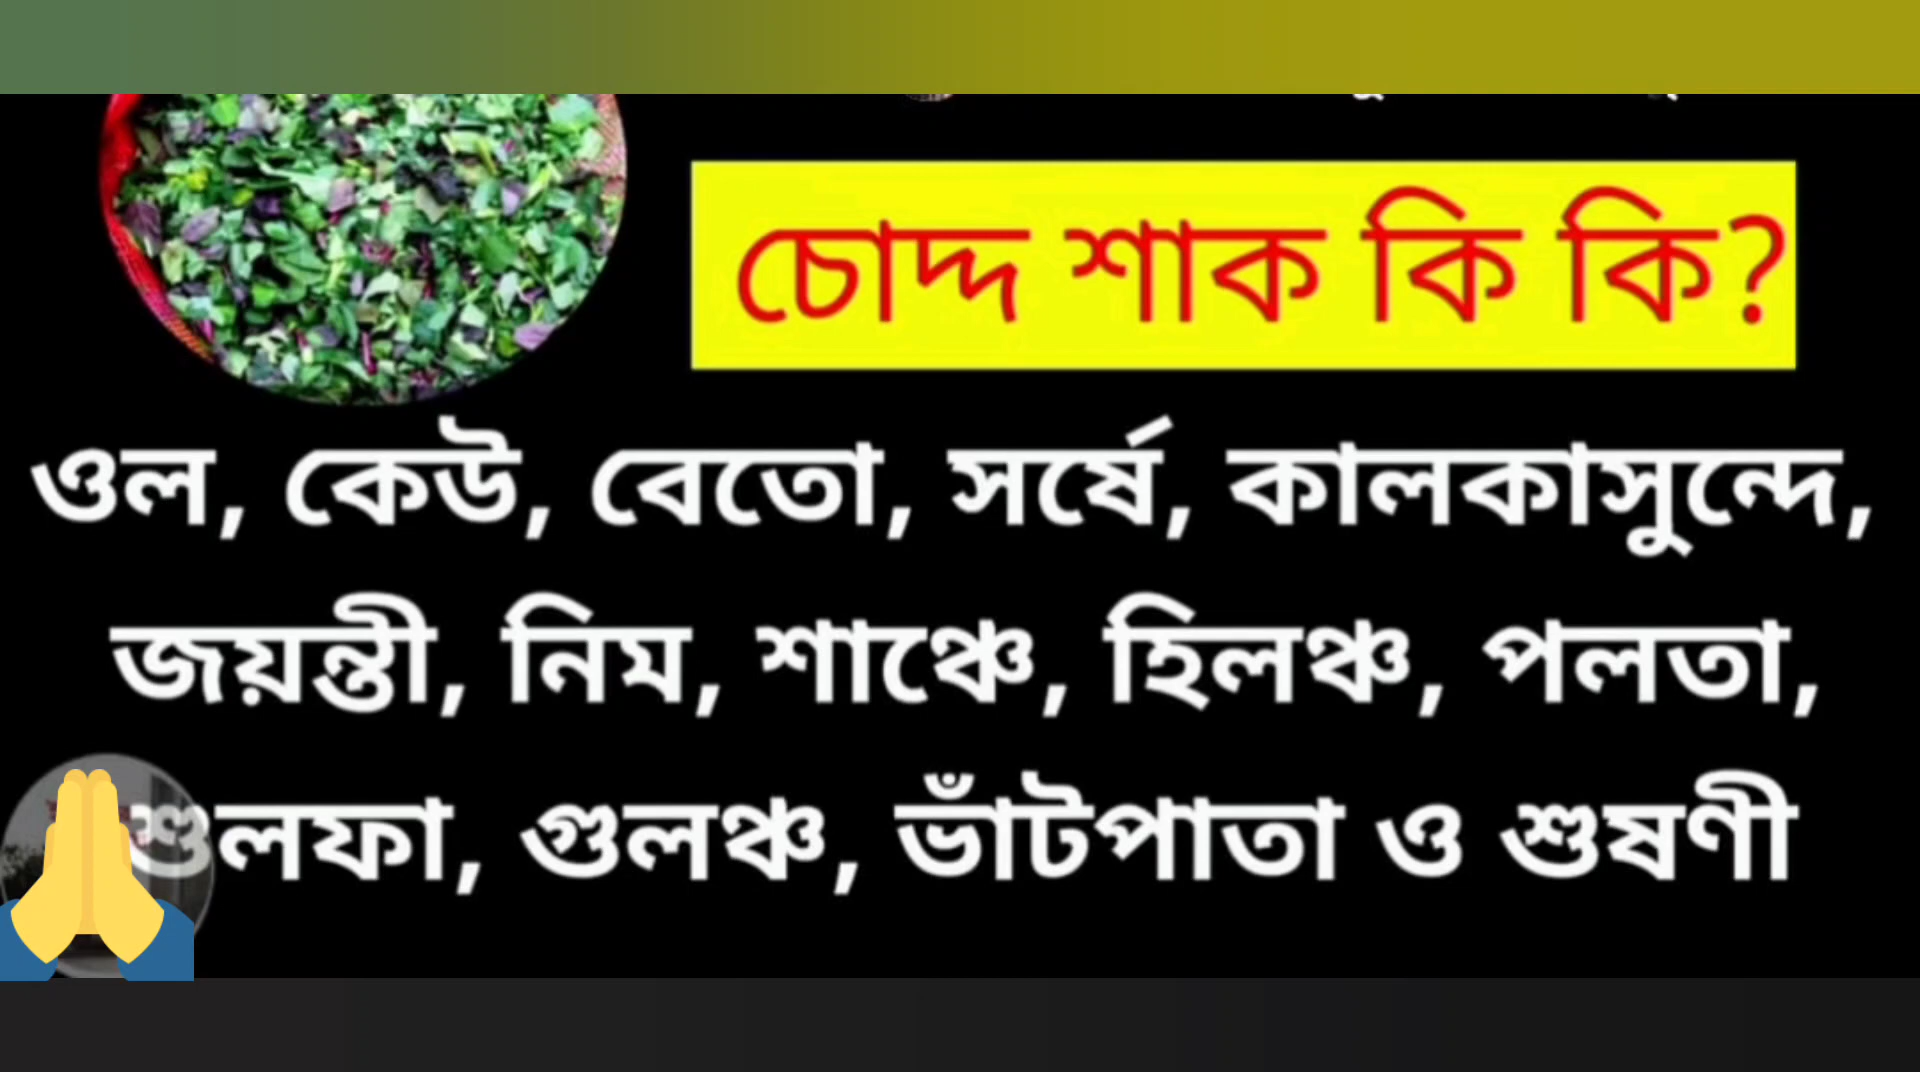 চোদ্দ শাক কি কি?
ওল, কেউ, বেতো, সর্ষে, কালকাসুন্দে,
জয়ন্তী, নিম, শাঞ্চে, হিলঞ্চ, পলতা,
শুলফা, গুলঞ্চ, ভাঁটপাতা ও শুষণী